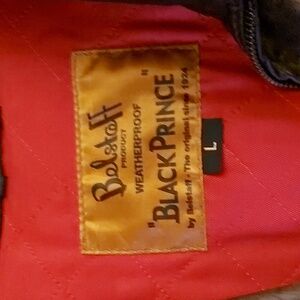 Belstaff
PRODUCT
WEATHERPROOF
"BLACK PRINCE"
by Belstaff - The original since 1924
L